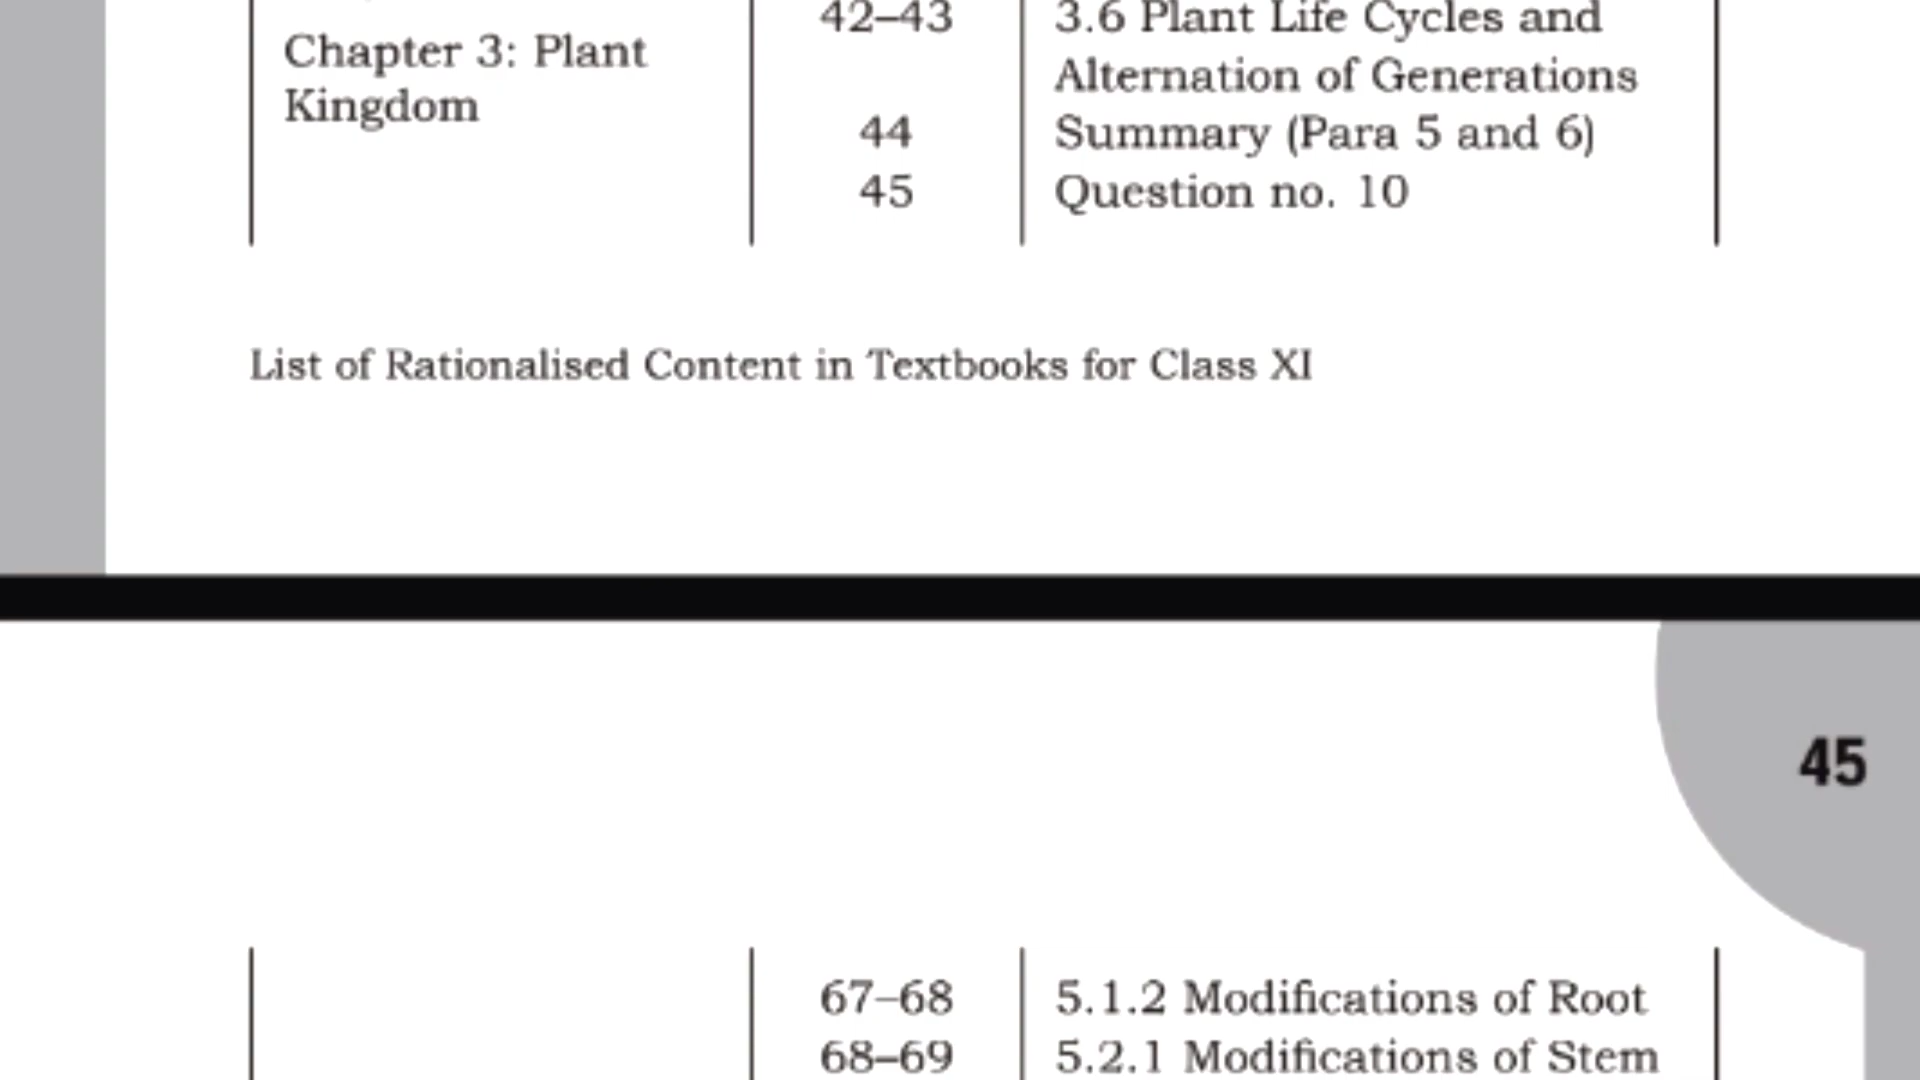 42–43 3.6 Plant Life Cycles and
Chapter 3: Plant
Alternation of Generations
Kingdom
44 Summary (Para 5 and 6)
45 Question no. 10
List of Rationalised Content in Textbooks for Class XI
45
67–68 5.1.2 Modifications of Root
68–69 5.2.1 Modifications of Stem